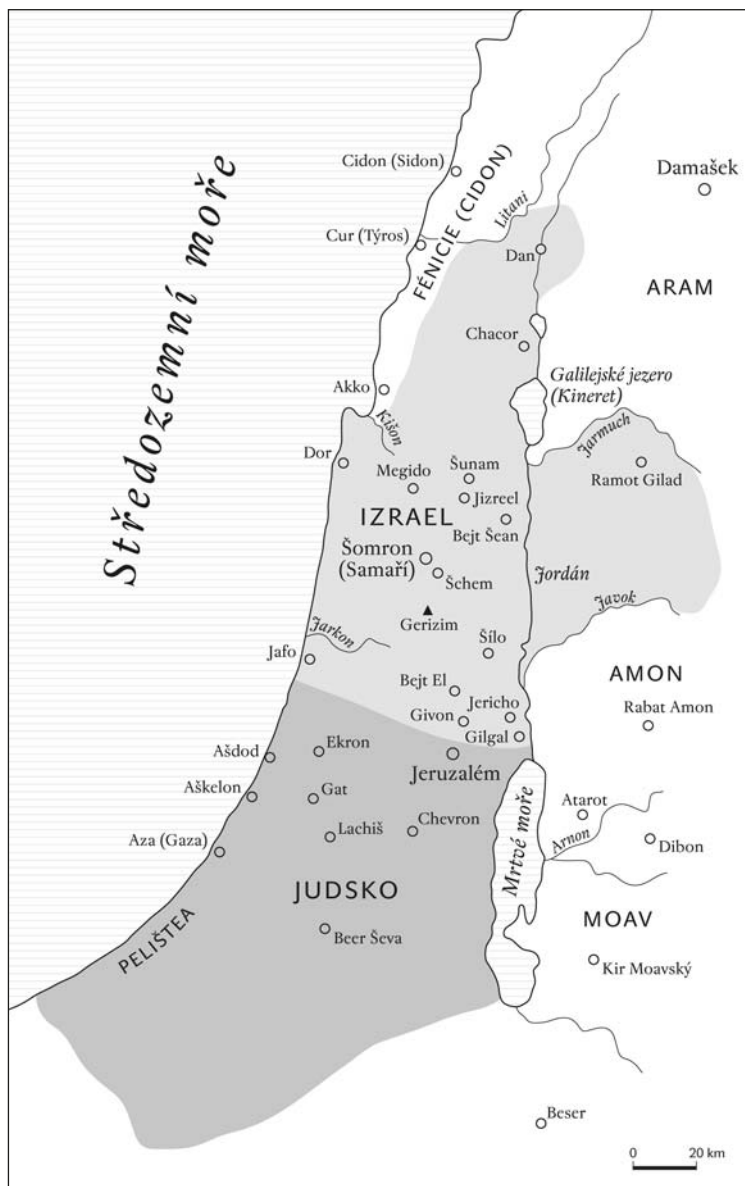 Středozemní moře
Cidon (Sidon)
FÉNICIE (CIDON)
Litani
Damašek
Cur (Týros)
Dan
ARAM
Chacor
Galilejské jezero
(Kineret)
Akko
Kišon
Jarmuch
Dor
Megido
Šunam
Ramot Gilad
Jizreel
IZRAEL
Bejt Šean
Šomron
(Samaří)
Šchem
Jordán
Javok
Gerizim
Jarkon
Šílo
Jafo
AMON
Bejt El
Jericho
Rabat Amon
Givon
Gilgal
Ašdod
Ekron
Jeruzalém
Aškelon
Gat
Atarot
Lachiš
Chevron
Aza (Gaza)
Arnon
Dibon
Mrtvé moře
JUDSKO
MOAV
PELIŠTEA
Beer Ševa
Kir Moavský
Beser
0 20 km